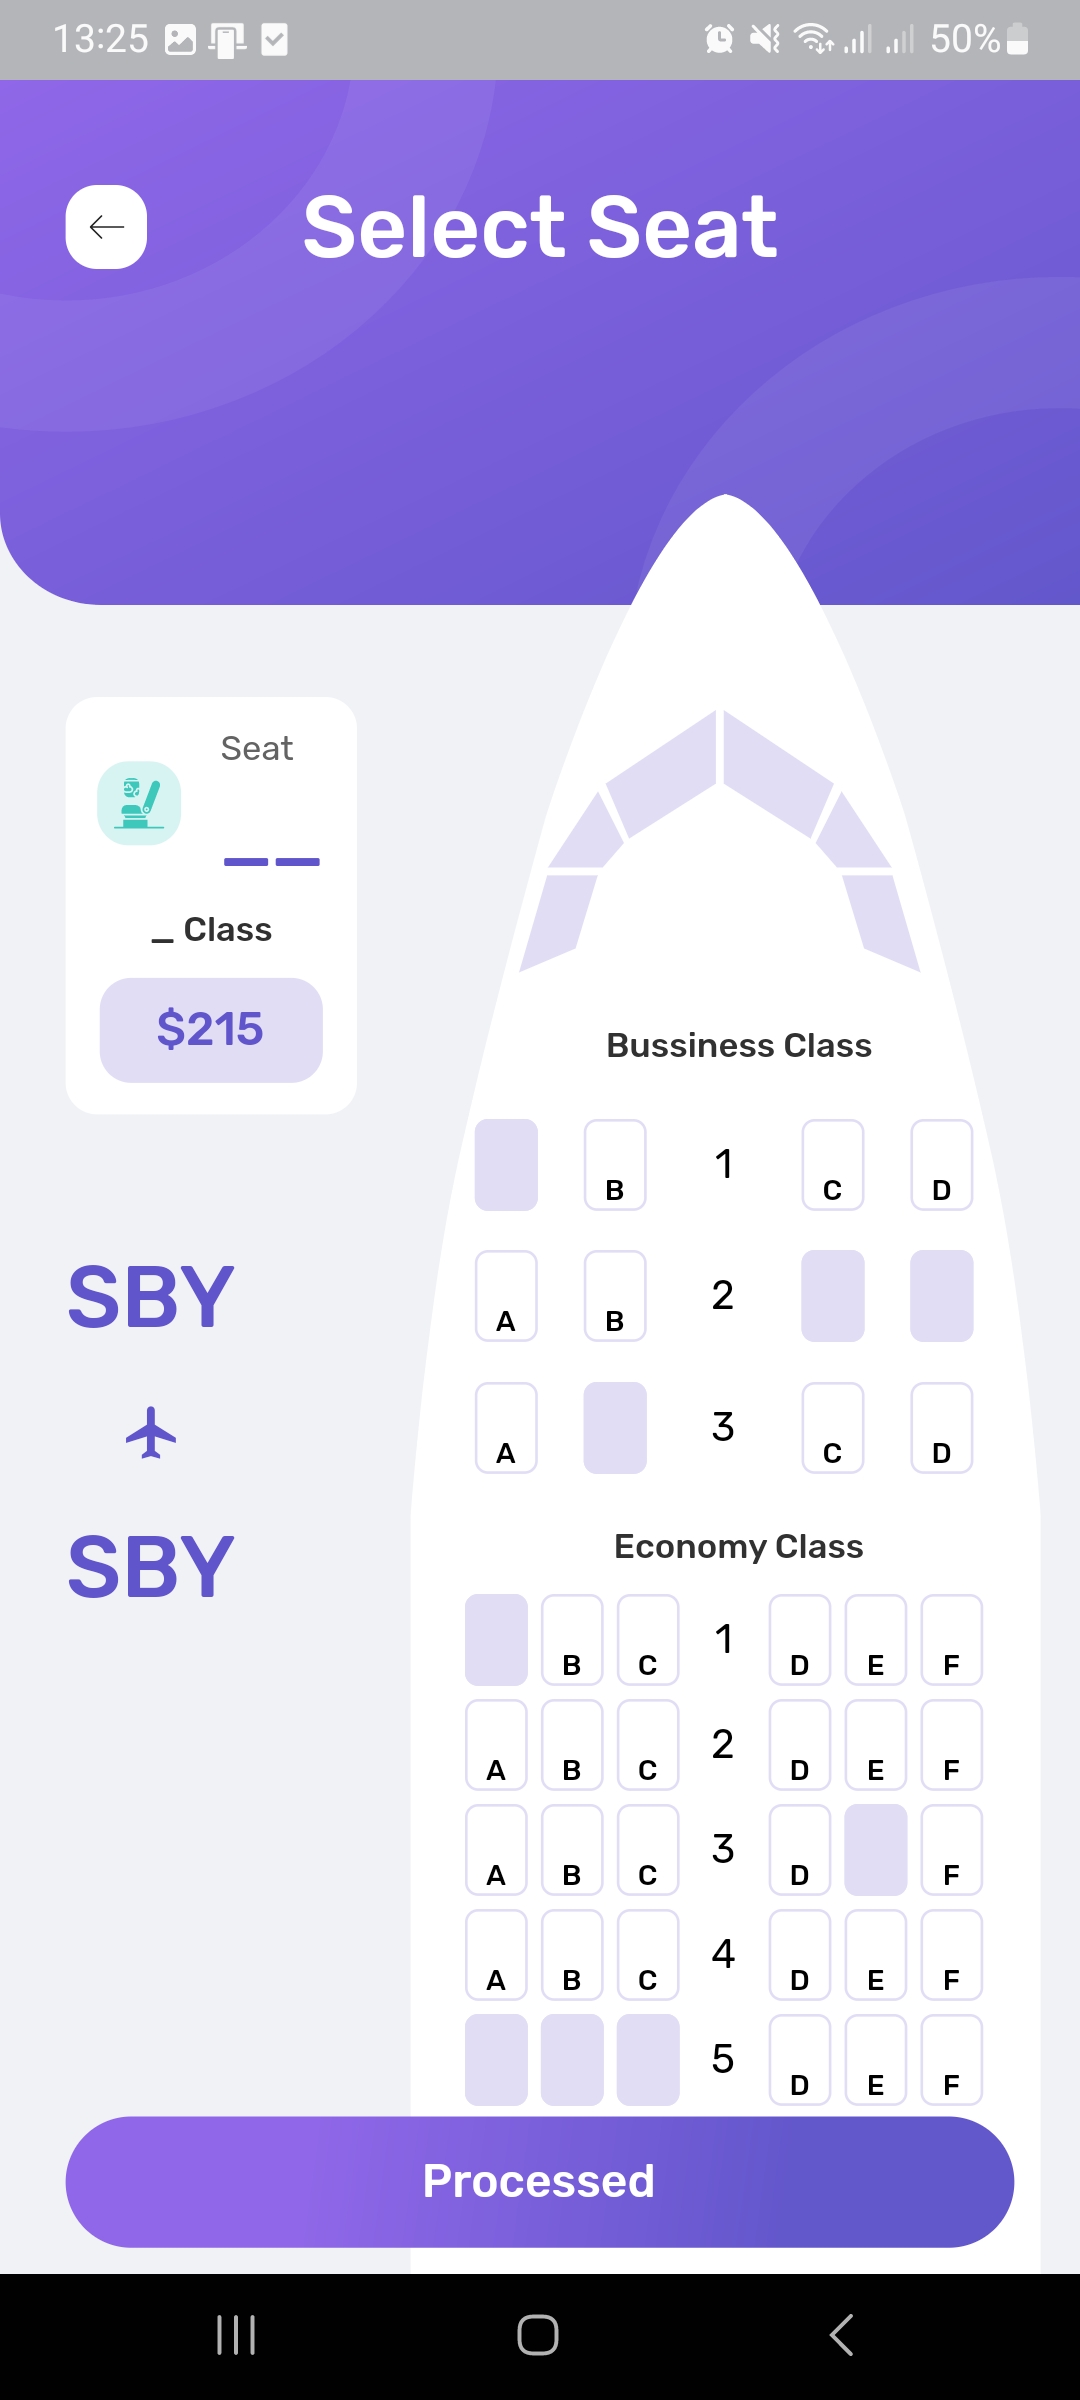 13:25 50%
Select Seat
Seat
_ _
_ Class
$215
SBY
SBY
Bussiness Class
B 1 C D
A B 2
A 3 C D
Economy Class
B C 1 D E F
A B C 2 D E F
A B C 3 D F
A B C 4 D E F
5 D E F
Processed